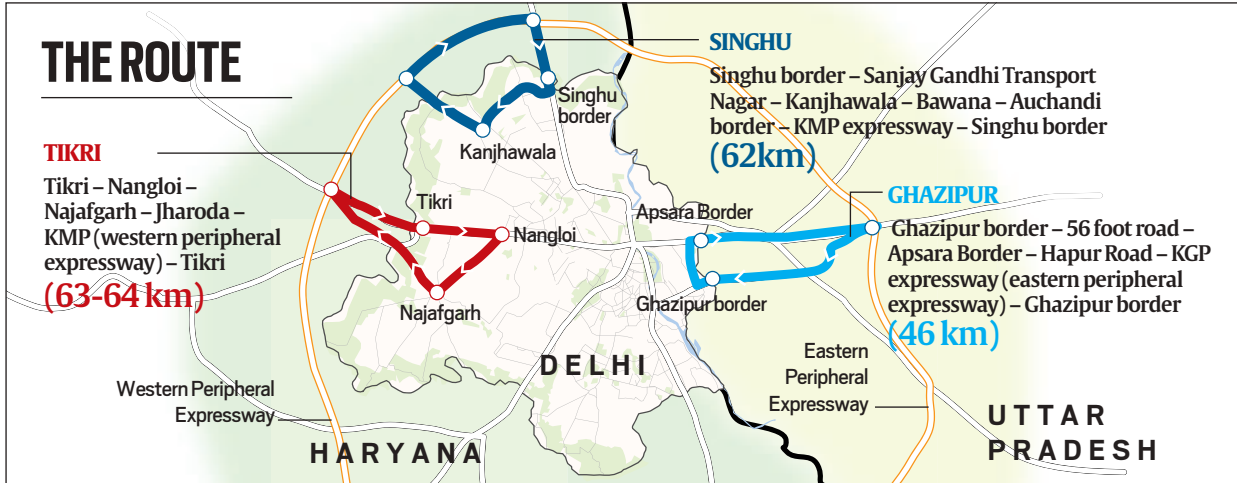 THE ROUTE
SINGHU
Singhu border – Sanjay Gandhi Transport
Nagar – Kanjhawala – Bawana – Auchandi
border – KMP expressway – Singhu border
(62km)
TIKRI
Tikri – Nangloi –
Najafgarh – Jharoda –
KMP (western peripheral
expressway) – Tikri
(63-64 km)
GHAZIPUR
Ghazipur border – 56 foot road –
Apsara Border – Hapur Road – KGP
expressway (eastern peripheral
expressway) – Ghazipur border
(46 km)
Singhu
border
Kanjhawala
Tikri
Nangloi
Najafgarh
Apsara Border
Ghazipur border
DELHI
Western Peripheral
Expressway
HARYANA
Eastern
Peripheral
Expressway
UTTAR
PRADESH